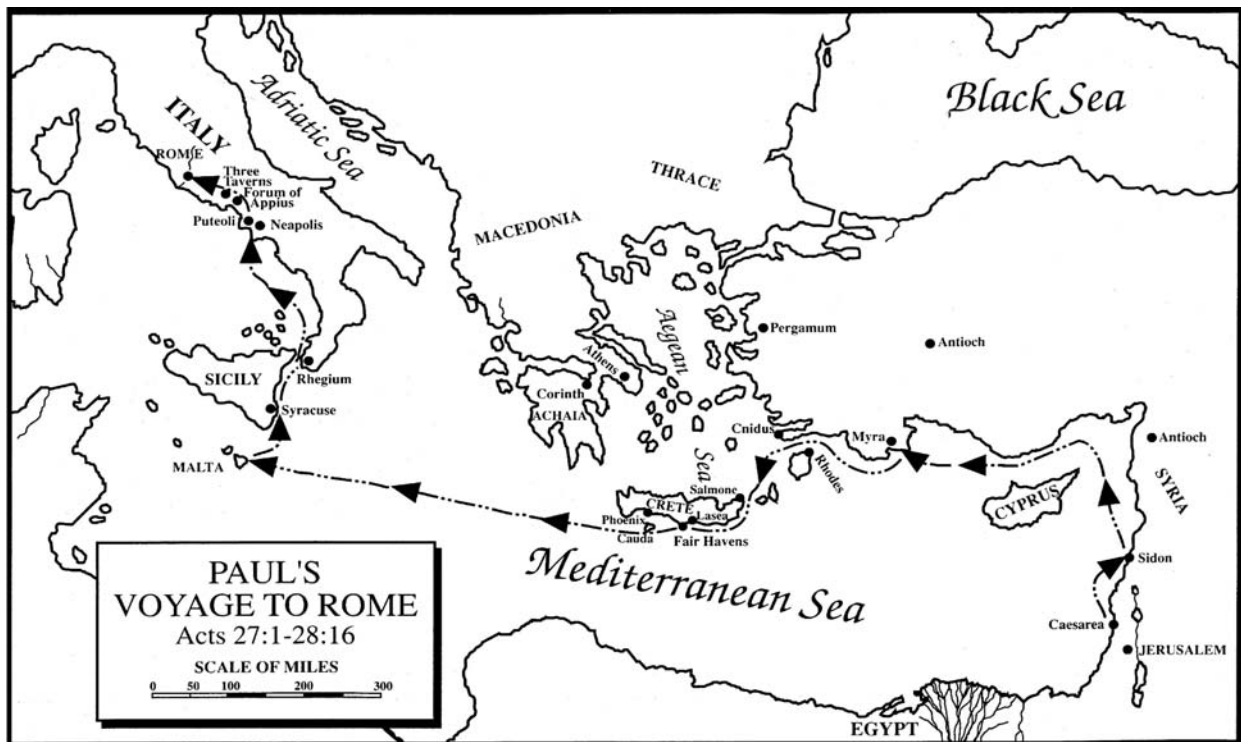 Black Sea
Adriatic Sea
ITALY
ROME
Three
Taverns
Forum of
Appius
Puteoli
Neapolis
THRACE
MACEDONIA
Aegean
Sea
Pergamum
Antioch
Athens
Corinth
ACHAIA
Rhegium
SICILY
Syracuse
MALTA
Cnidus
Myra
Rhodes
Antioch
SYRIA
CYPRUS
Salmone
CRETE
Phoenix
Lasea
Cauda
Fair Havens
Mediterranean Sea
Sidon
Caesarea
JERUSALEM
EGYPT
PAUL'S
VOYAGE TO ROME
Acts 27:1-28:16
SCALE OF MILES
0 50 100 150 200 300